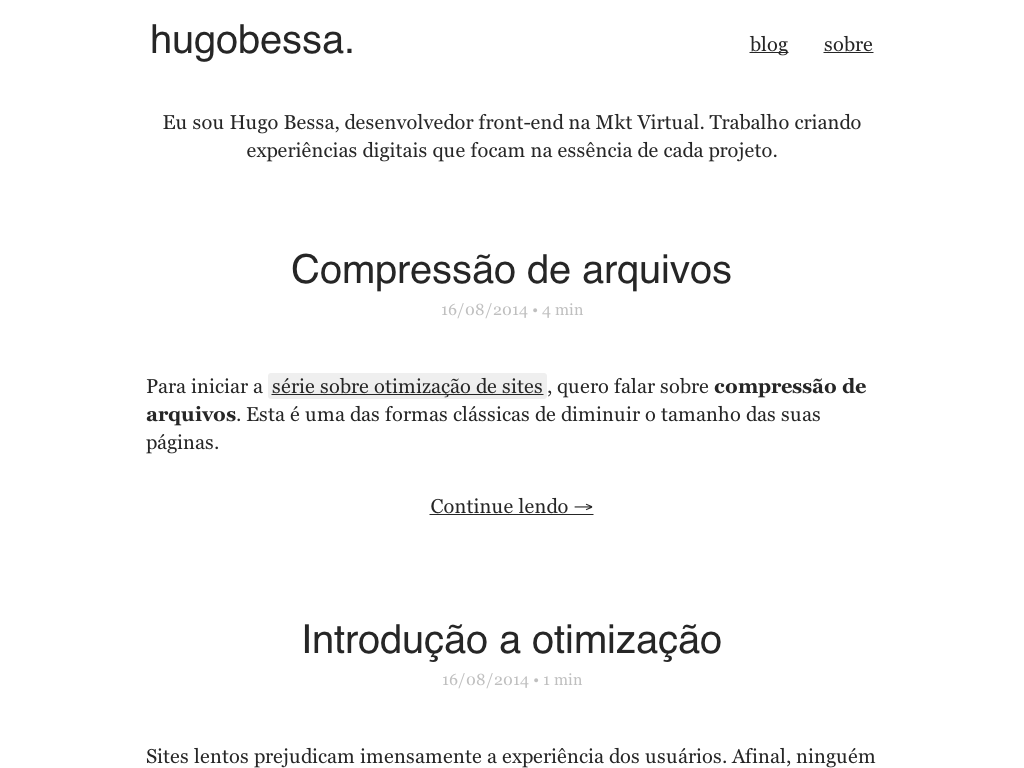 hugobessa.
blog sobre
Eu sou Hugo Bessa, desenvolvedor front-end na Mkt Virtual. Trabalho criando
experiências digitais que focam na essência de cada projeto.
Compressão de arquivos
16/08/2014 • 4 min
Para iniciar a série sobre otimização de sites, quero falar sobre compressão de
arquivos. Esta é uma das formas clássicas de diminuir o tamanho das suas
páginas.
Continue lendo →
Introdução a otimização
16/08/2014 • 1 min
Sites lentos prejudicam imensamente a experiência dos usuários. Afinal, ninguém